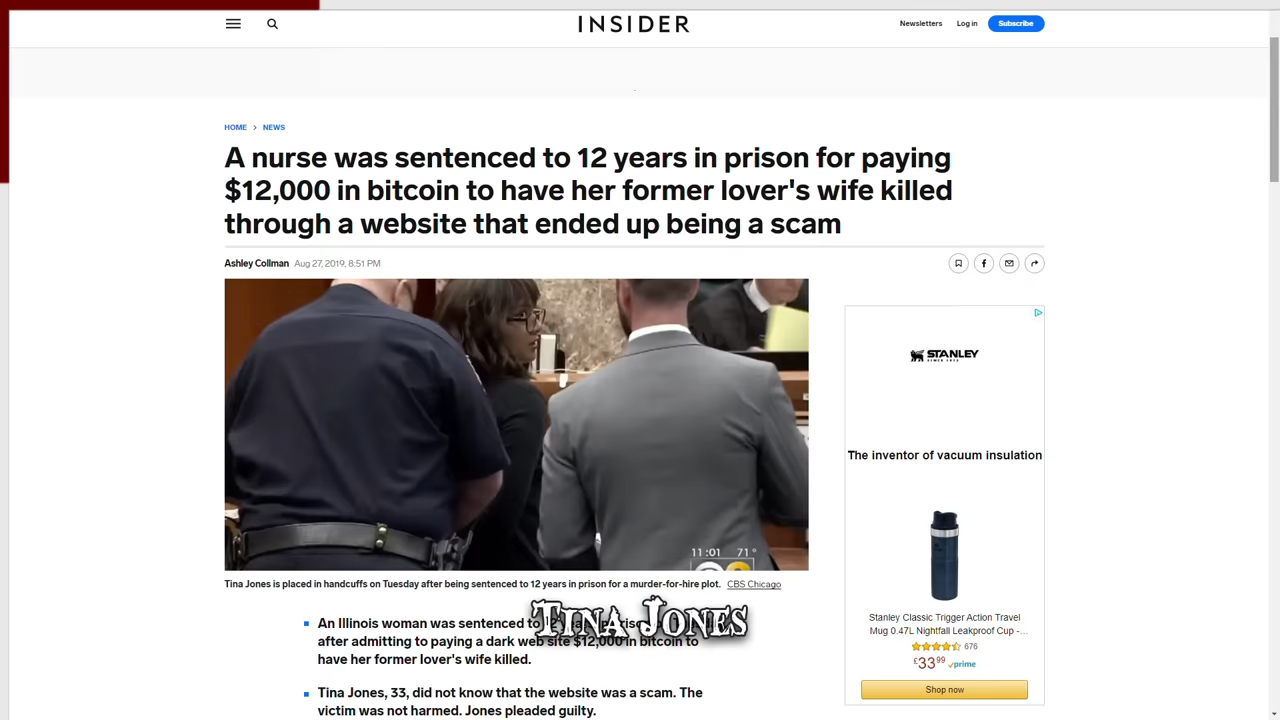 INSIDER
Newsletters
Log in
Subscribe
HOME > NEWS
A nurse was sentenced to 12 years in prison for paying
$12,000 in bitcoin to have her former lover's wife killed
through a website that ended up being a scam
Ashley Collman Aug 27, 2019, 8:51 PM
11:01 71°
Tina Jones is placed in handcuffs on Tuesday after being sentenced to 12 years in prison for a murder-for-hire plot. CBS Chicago
TINA JONES
An Illinois woman was sentenced to 12
after admitting to paying a dark web site $12,000 in bitcoin to
have her former lover's wife killed.
Tina Jones, 33, did not know that the website was a scam. The
victim was not harmed. Jones pleaded guilty.
STANLEY
SINCE 1913
The inventor of vacuum insulation
Stanley Classic Trigger Action Travel
Mug 0.47L Nightfall Leakproof Cup -...
676
£33.99 prime
Shop now